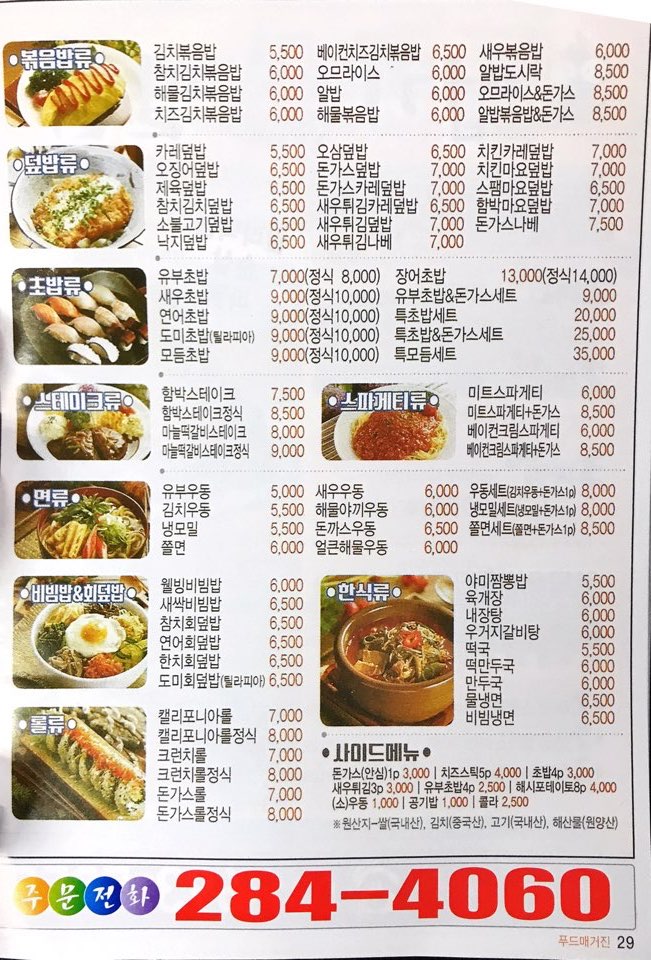 •볶음밥류•
김치볶음밥 5,500 베이컨치즈김치볶음밥 6,500 새우볶음밥 6,000
참치김치볶음밥 6,000 오므라이스 6,000 알밥도시락 8,500
해물김치볶음밥 6,000 알밥 6,000 오므라이스&돈가스 8,500
치즈김치볶음밥 6,000 해물볶음밥 6,000 알밥볶음밥&돈가스 8,500
•덮밥류•
카레덮밥 5,500 오삼덮밥 6,500 치킨카레덮밥 7,000
오징어덮밥 6,500 돈가스덮밥 7,000 치킨마요덮밥 7,000
제육덮밥 6,500 돈가스카레덮밥 7,000 스팸마요덮밥 6,500
참치김치덮밥 6,500 새우튀김카레덮밥 6,500 함박마요덮밥 7,000
소불고기덮밥 6,500 새우튀김덮밥 7,000 돈가스나베 7,500
낙지덮밥 6,500 새우튀김나베 7,000
•초밥류•
유부초밥 7,000(정식 8,000) 장어초밥 13,000(정식14,000)
새우초밥 9,000(정식10,000) 유부초밥&돈가스세트 9,000
연어초밥 9,000(정식10,000) 특초밥세트 20,000
도미초밥(틸라피아) 9,000(정식10,000) 특초밥&돈가스세트 25,000
모듬초밥 9,000(정식10,000) 특모듬세트 35,000
•스테이크류•
함박스테이크 7,500
함박스테이크정식 8,500
마늘떡갈비스테이크 8,000
마늘떡갈비스테이크정식 9,000
•스파게티류•
미트스파게티 6,000
미트스파게티+돈가스 8,500
베이컨크림스파게티 6,000
베이컨크림스파게티+돈가스 8,500
•면류•
유부우동 5,000 새우우동 6,000 우동세트(김치우동+돈가스1p) 8,000
김치우동 5,500 해물야끼우동 6,000 냉모밀세트(냉모밀+돈가스1p) 8,000
냉모밀 5,500 돈까스우동 6,500 쫄면세트(쫄면+돈가스1p) 8,500
쫄면 6,000 얼큰해물우동 6,000
•비빔밥&회덮밥•
웰빙비빔밥 6,000
새싹비빔밥 6,500
참치회덮밥 6,500
연어회덮밥 6,500
한치회덮밥 6,500
도미회덮밥(틸라피아) 6,500
•한식류•
야미짬뽕밥 5,500
육개장 6,000
내장탕 6,000
우거지갈비탕 6,000
떡국 5,500
떡만두국 6,000
만두국 6,000
물냉면 6,500
비빔냉면 6,500
•롤류•
캘리포니아롤 7,000
캘리포니아롤정식 8,000
크런치롤 7,000
크런치롤정식 8,000
돈가스롤 7,000
돈가스롤정식 8,000
•사이드메뉴•
돈가스(안심)1p 3,000 | 치즈스틱5p 4,000 | 초밥4p 3,000
새우튀김3p 3,000 | 유부초밥4p 2,500 | 해시포테이토8p 4,000
(소)우동 1,000 | 공기밥 1,000 | 콜라 2,500
※원산지-쌀(국내산), 김치(중국산), 고기(국내산), 해산물(원양산)
주문전화 284-4060
푸드매거진 29